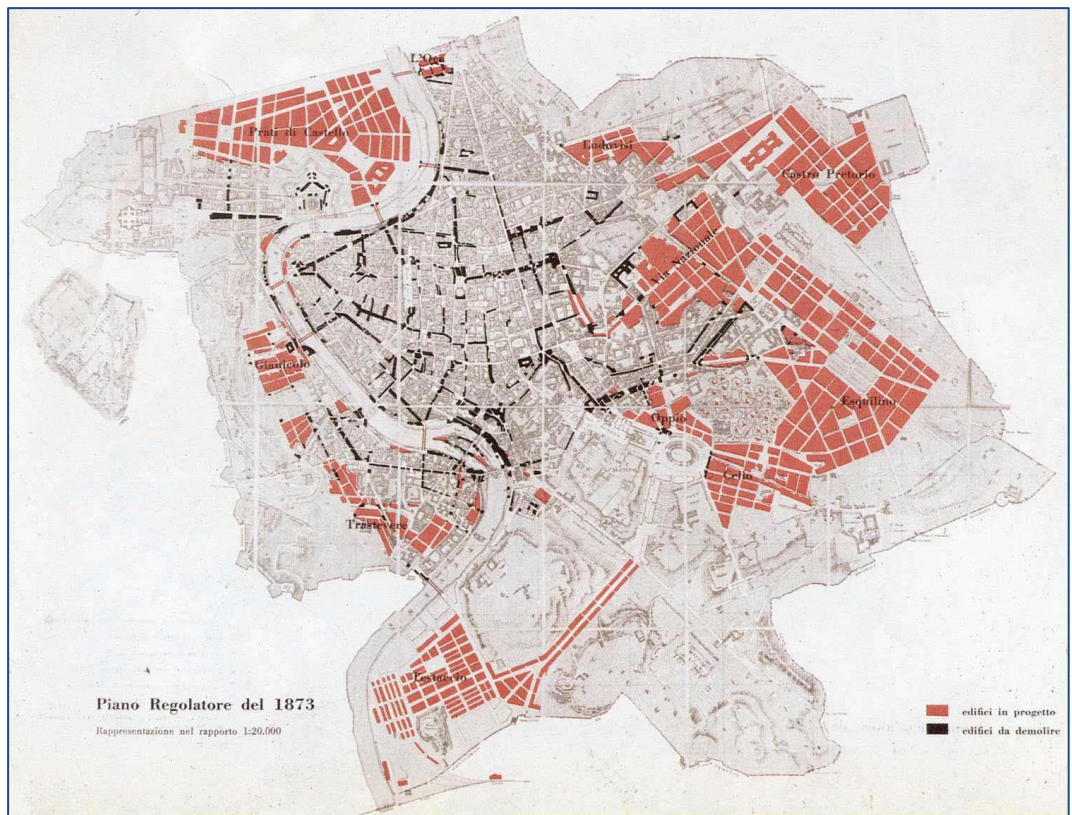 L'Oca
Prati di Castello
Ludovisi
Castro Pretorio
Via Nazionale
Gianicolo
Esquilino
Oppio
Celio
Trastevere
Testaccio
Piano Regolatore del 1873
Rappresentazione nel rapporto 1:20.000
edifici in progetto
edifici da demolire